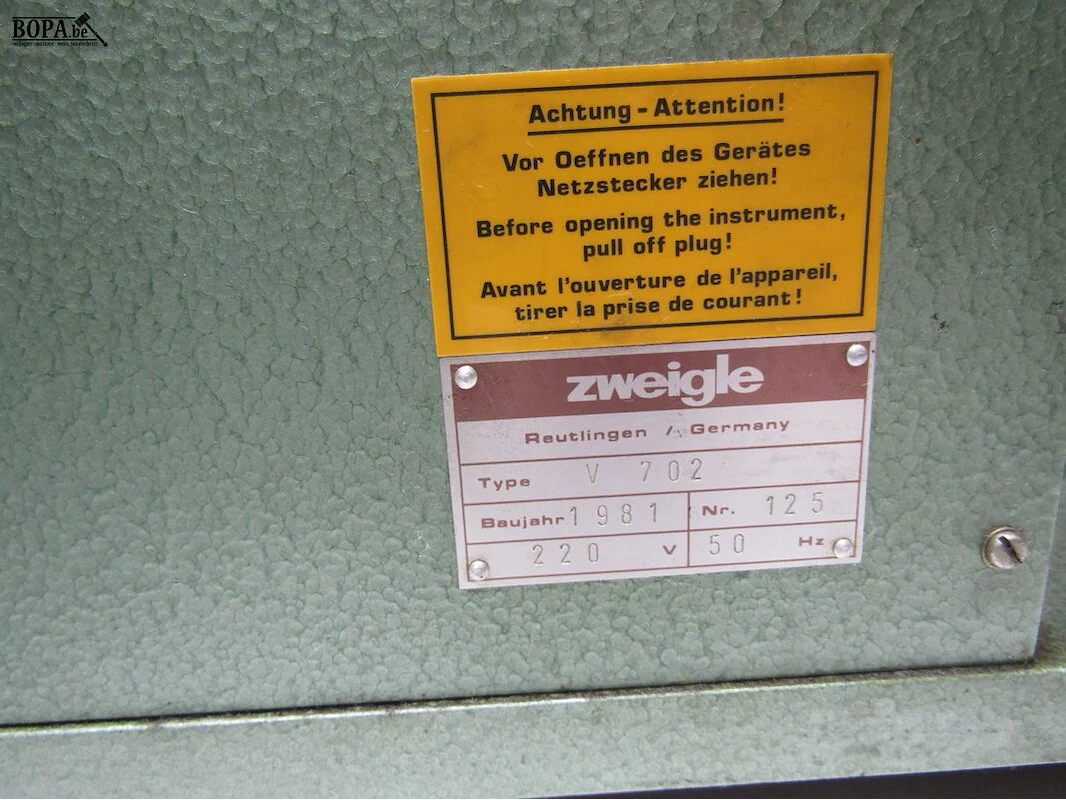 BOPA.be
Achtung - Attention!
Vor Oeffnen des Gerätes
Netzstecker ziehen!
Before opening the instrument,
pull off plug!
Avant l'ouverture de l'appareil,
tirer la prise de courant!
zweigle
Reutlingen / Germany
Type V 702
Baujahr 1981 Nr. 125
220 V 50 Hz